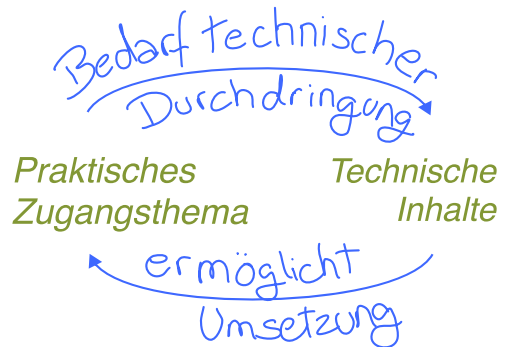 Bedarf technischer
Durchdringung
Praktisches
Zugangsthema
Technische
Inhalte
ermöglicht
Umsetzung